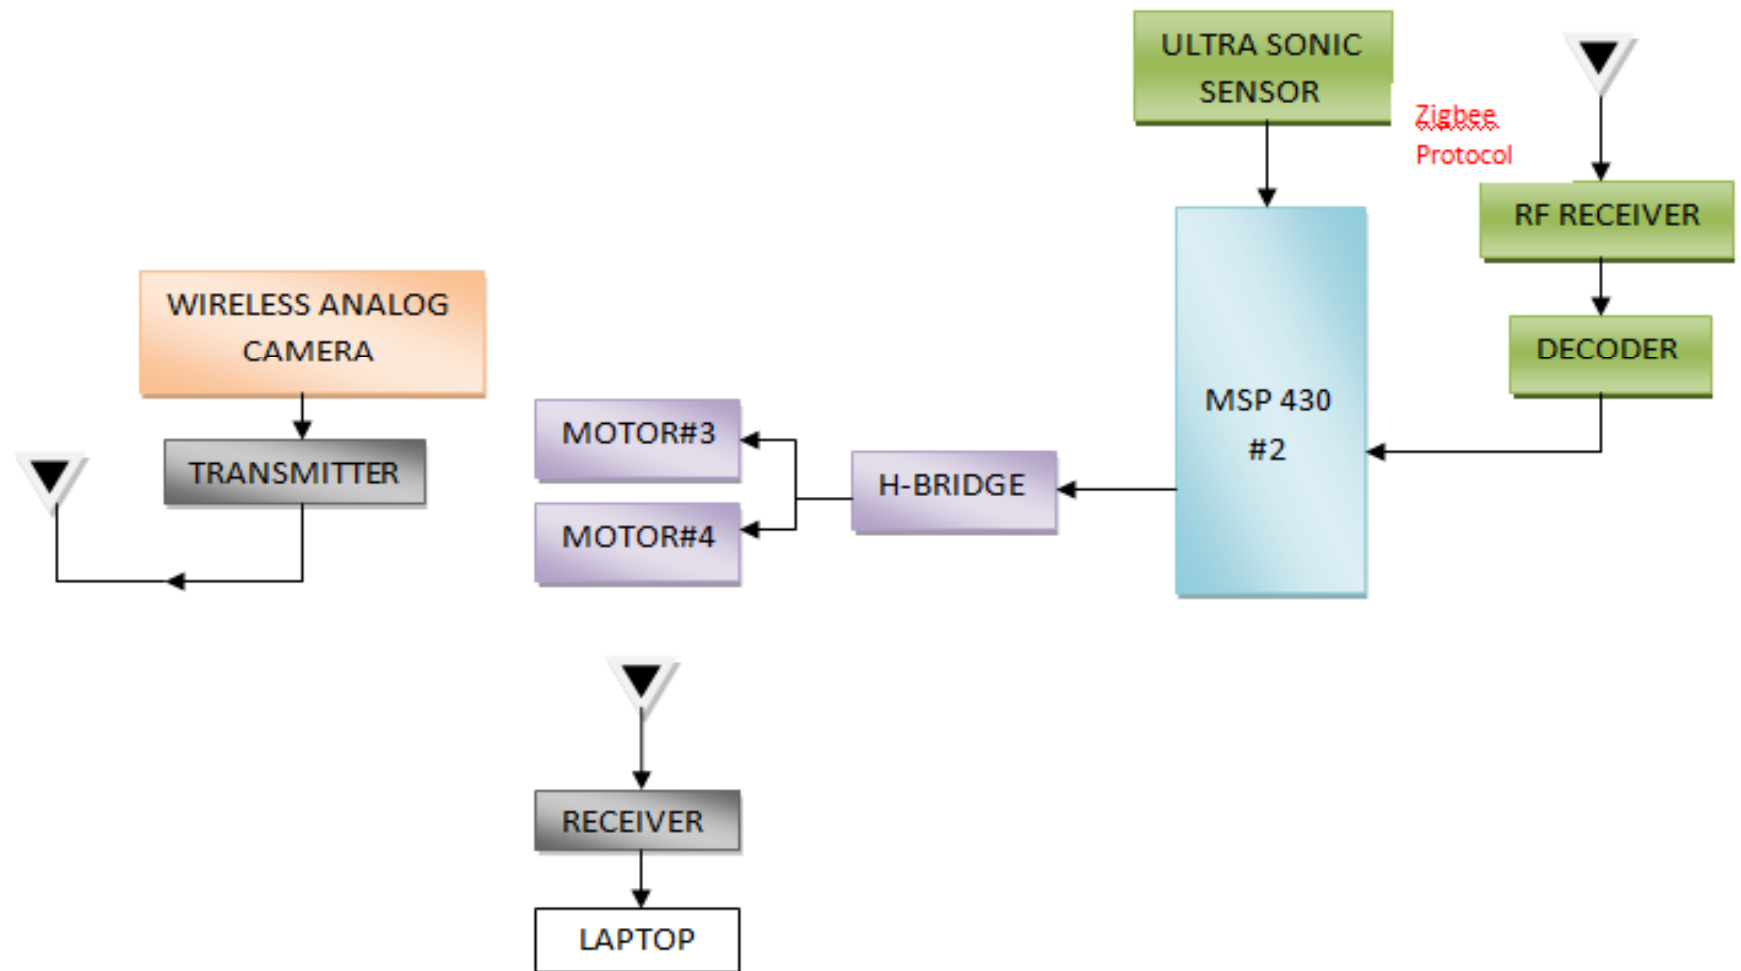 ULTRA SONIC
SENSOR
Zigbee
Protocol
RF RECEIVER
WIRELESS ANALOG
CAMERA
DECODER
MSP 430
#2
MOTOR#3
TRANSMITTER
H-BRIDGE
MOTOR#4
RECEIVER
LAPTOP